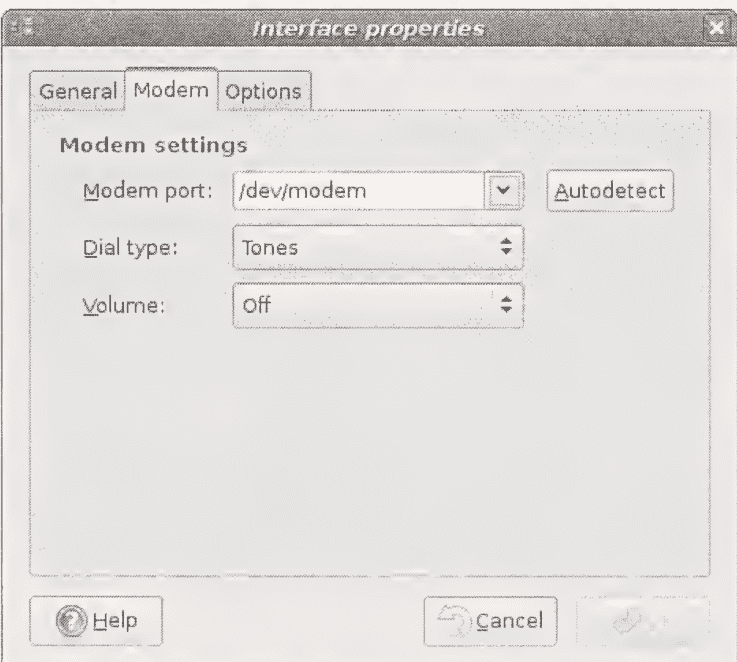 Interface properties
General Modem Options
Modem settings
Modem port: /dev/modem Autodetect
Dial type: Tones
Volume: Off
Help Cancel